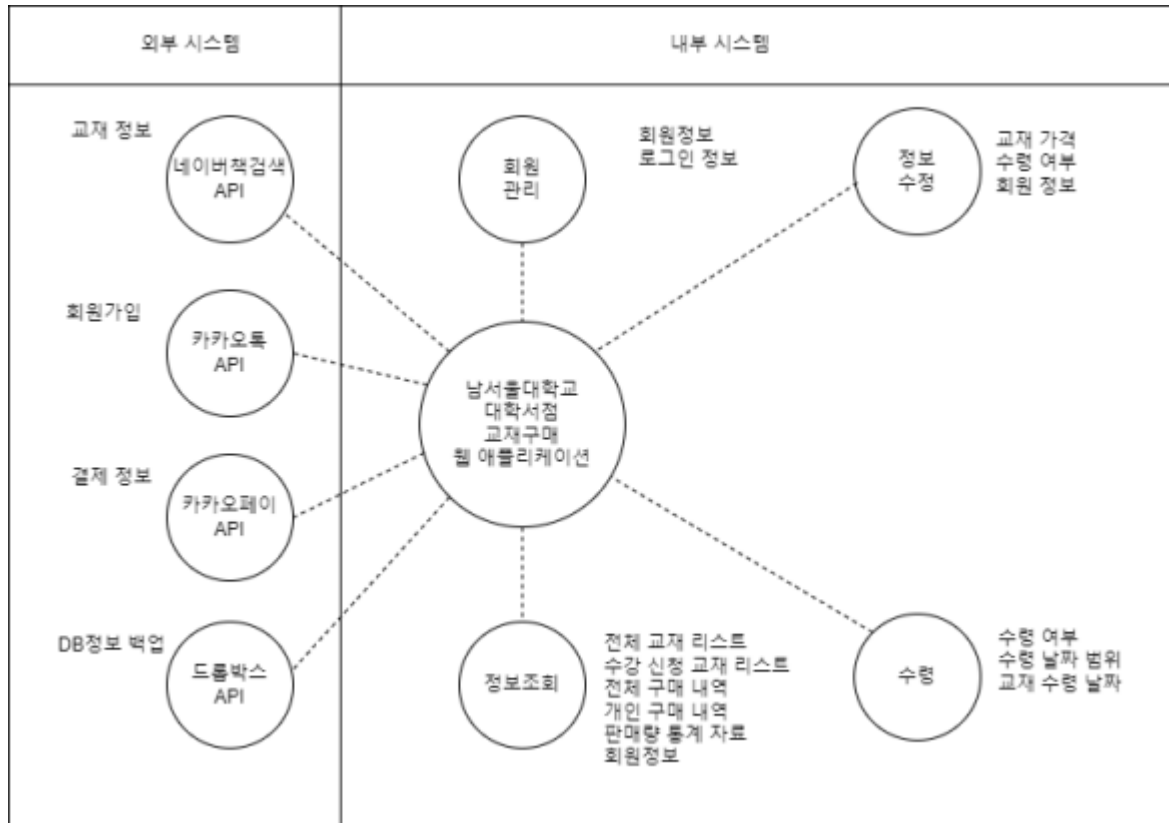 외부 시스템
내부 시스템
교재 정보
네이버책검색
API
회원가입
카카오톡
API
결제 정보
카카오페이
API
DB정보 백업
드롭박스
API
회원
관리
회원정보
로그인 정보
정보
수정
교재 가격
수령 여부
회원 정보
남서울대학교
대학서점
교재구매
웹 애플리케이션
정보조회
전체 교재 리스트
수강 신청 교재 리스트
전체 구매 내역
개인 구매 내역
판매량 통계 자료
회원정보
수령
수령 여부
수령 날짜 범위
교재 수령 날짜